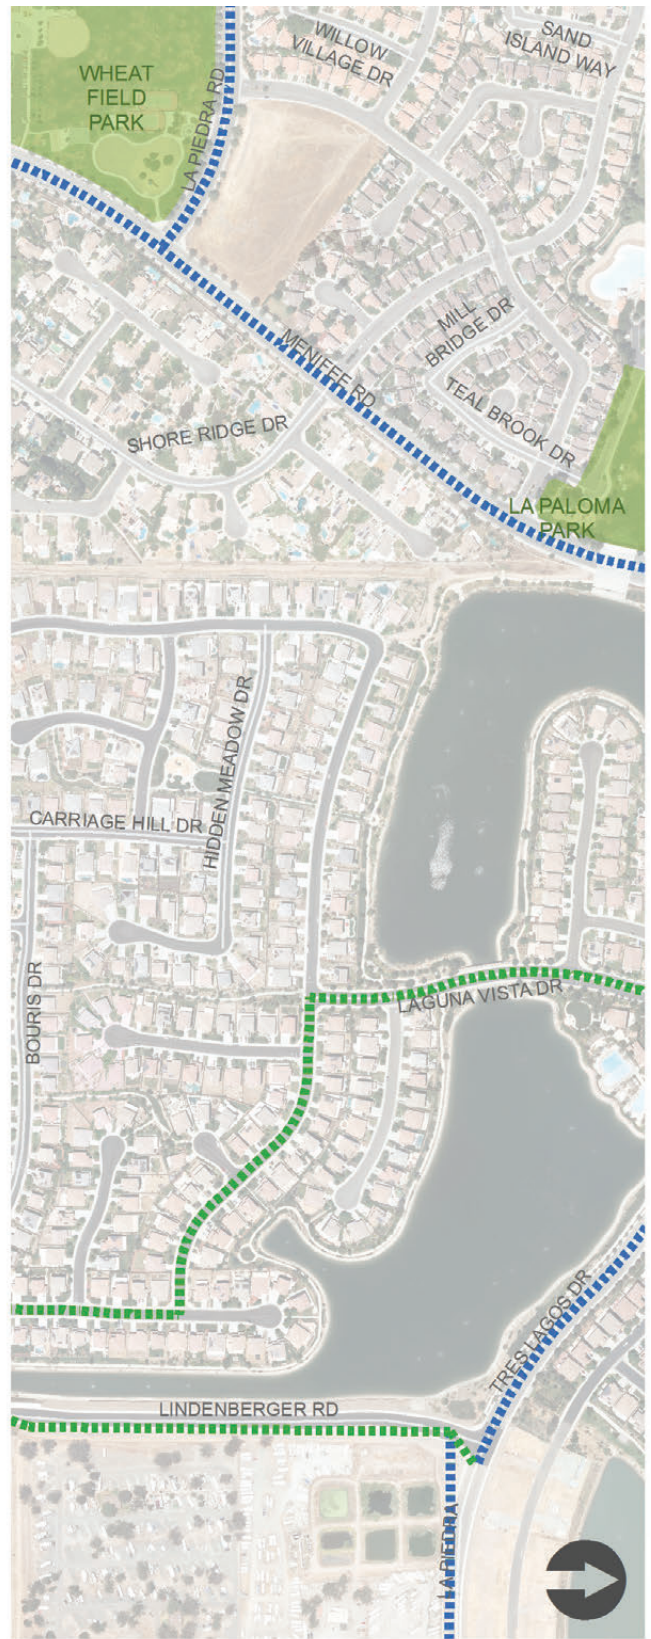 WILLOW
VILLAGE DR
SAND
ISLAND WAY
WHEAT
FIELD
PARK
LA PIEDRA RD
MILL
BRIDGE DR
MENIFEE RD
TEAL BROOK DR
SHORE RIDGE DR
LA PALOMA
PARK
HIDDEN MEADOW DR
CARRIAGE HILL DR
BOURIS DR
LAGUNA VISTA DR
TRES LAGOS DR
LINDENBERGER RD
LA PIEDRA